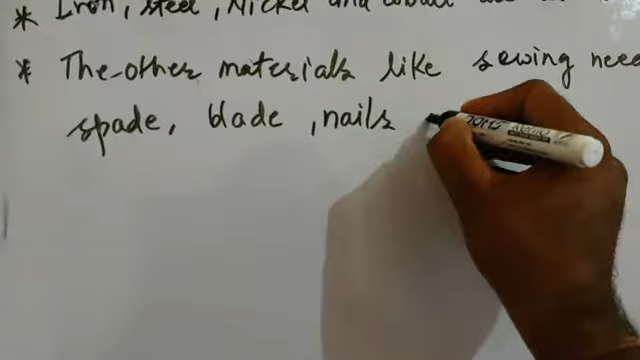 * Iron, steel, Nickel and cobalt
* The other materials like sewing
spade, blade, nails